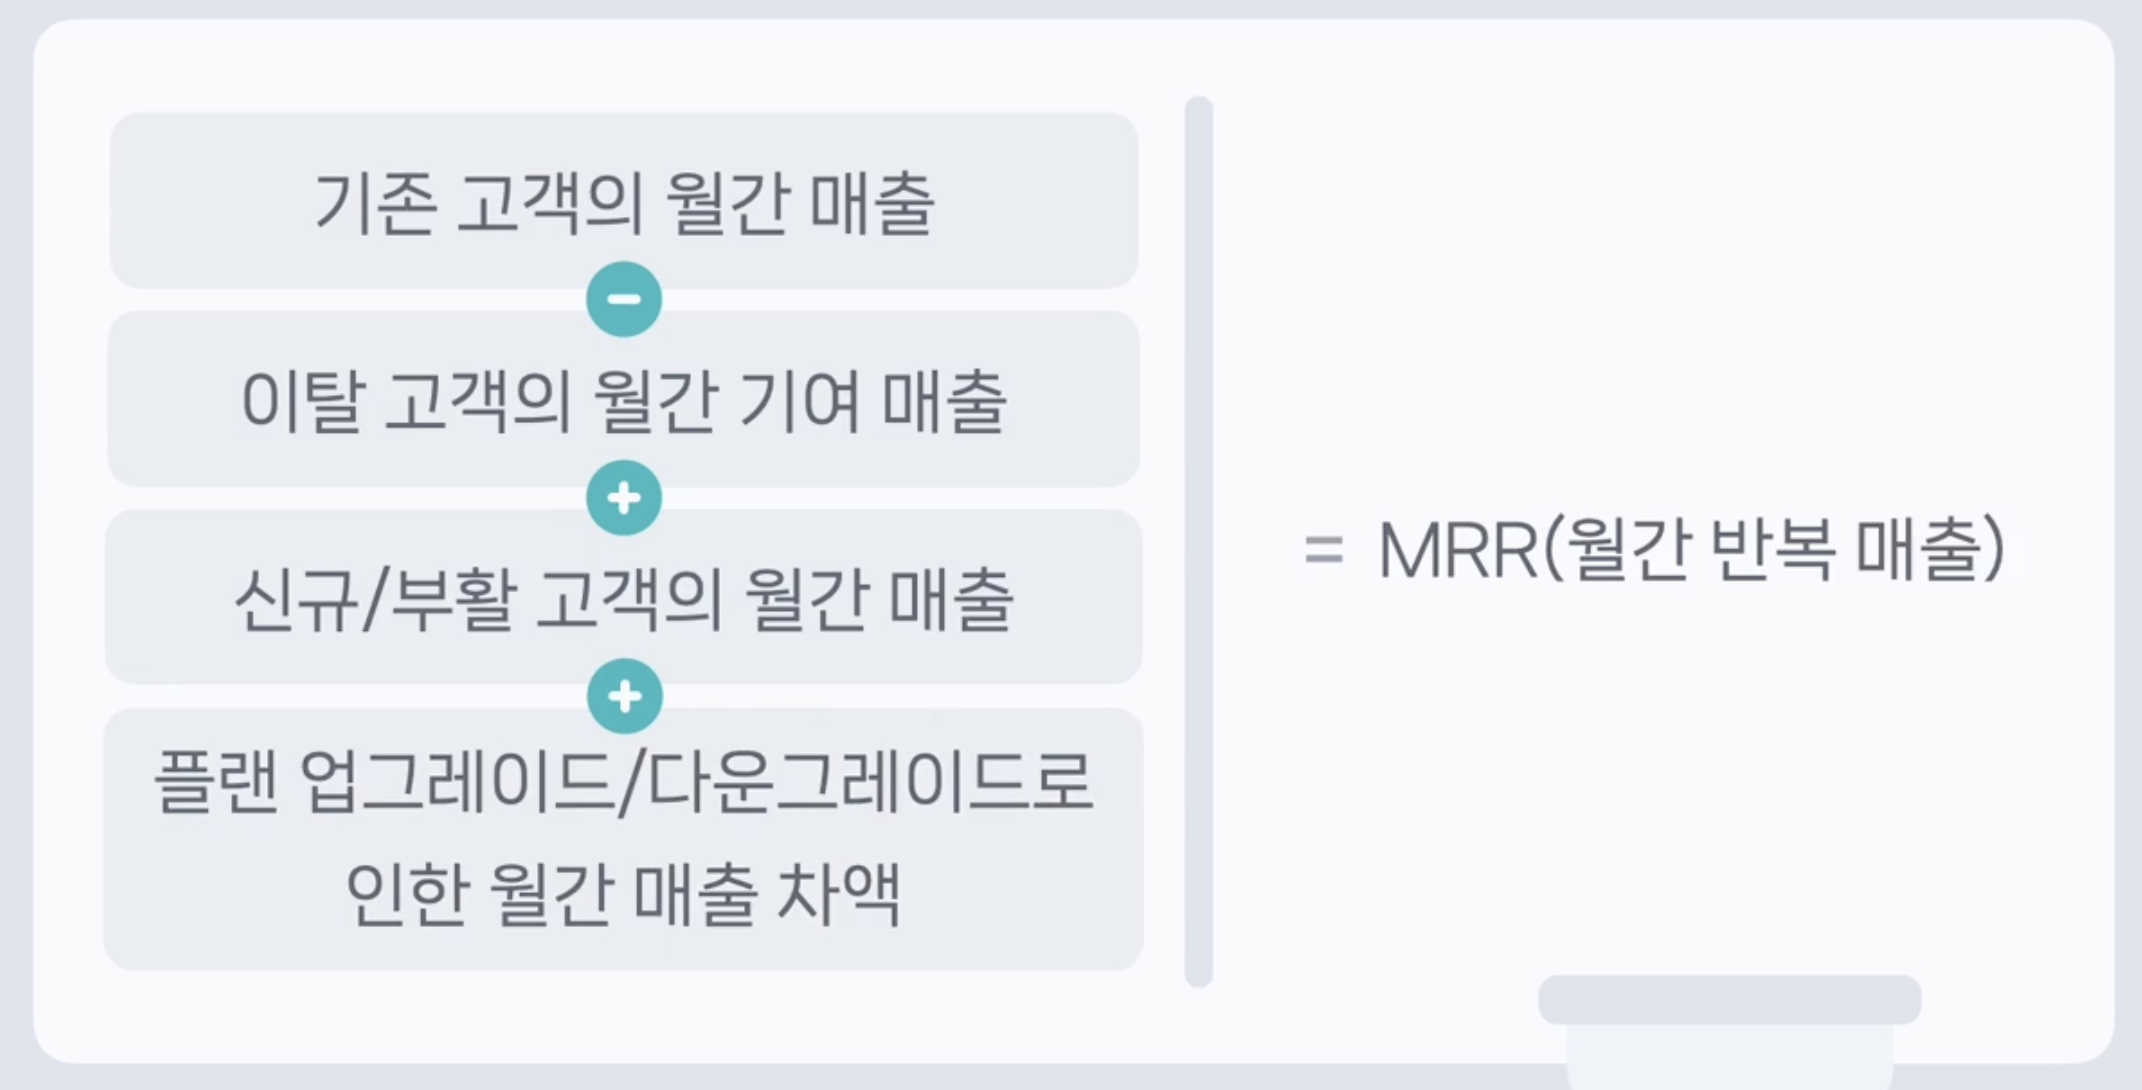 기존 고객의 월간 매출
−
이탈 고객의 월간 기여 매출
+
신규/부활 고객의 월간 매출
+
플랜 업그레이드/다운그레이드로
인한 월간 매출 차액
= MRR(월간 반복 매출)